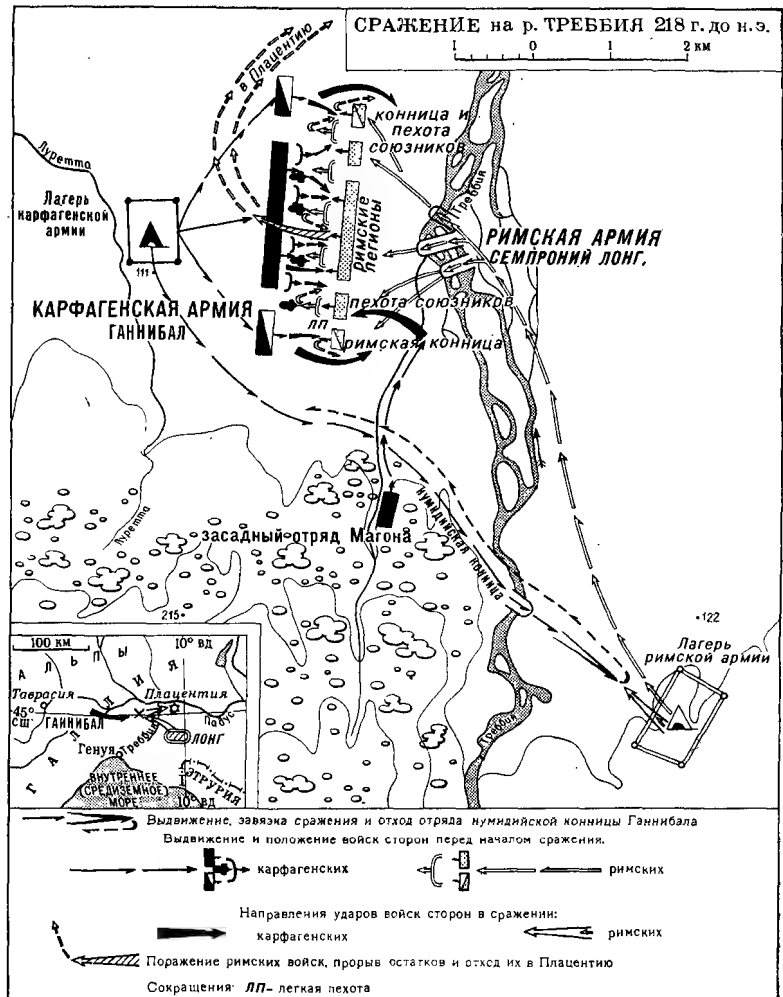 СРАЖЕНИЕ на р. ТРЕББИЯ 218 г. до н.э.
1 0 2 км
в Плацентию
конница и
пехота
союзников
Луретта
Лагерь
карфагенской
армии
111
Треббия
римские
легионы
РИМСКАЯ АРМИЯ
СЕМПРОНИЙ ЛОНГ.
КАРФАГЕНСКАЯ АРМИЯ
ГАННИБАЛ
пехота союзников
ЛП
римская конница
Луретта
засадный отряд Магона
нумидийская конница
215
122
Лагерь
римской армии
Треббия
100 км
10° вд
АЛЬПЫ
ГАЛЛИЯ
Таврасия
Плацентия
45°
сш
ГАННИБАЛ
Падус
ЛОНГ
Генуя
Треббия
ЭТРУРИЯ
ВНУТРЕННЕЕ
СРЕДИЗЕМНОЕ
МОРЕ
10° вд
Выдвижение, завязка сражения и отход отряда нумидийской конницы Ганнибала
Выдвижение и положение войск сторон перед началом сражения.
карфагенских
римских
Направления ударов войск сторон в сражении:
карфагенских
римских
Поражение римских войск, прорыв остатков и отход их в Плацентию
Сокращения: ЛП- легкая пехота